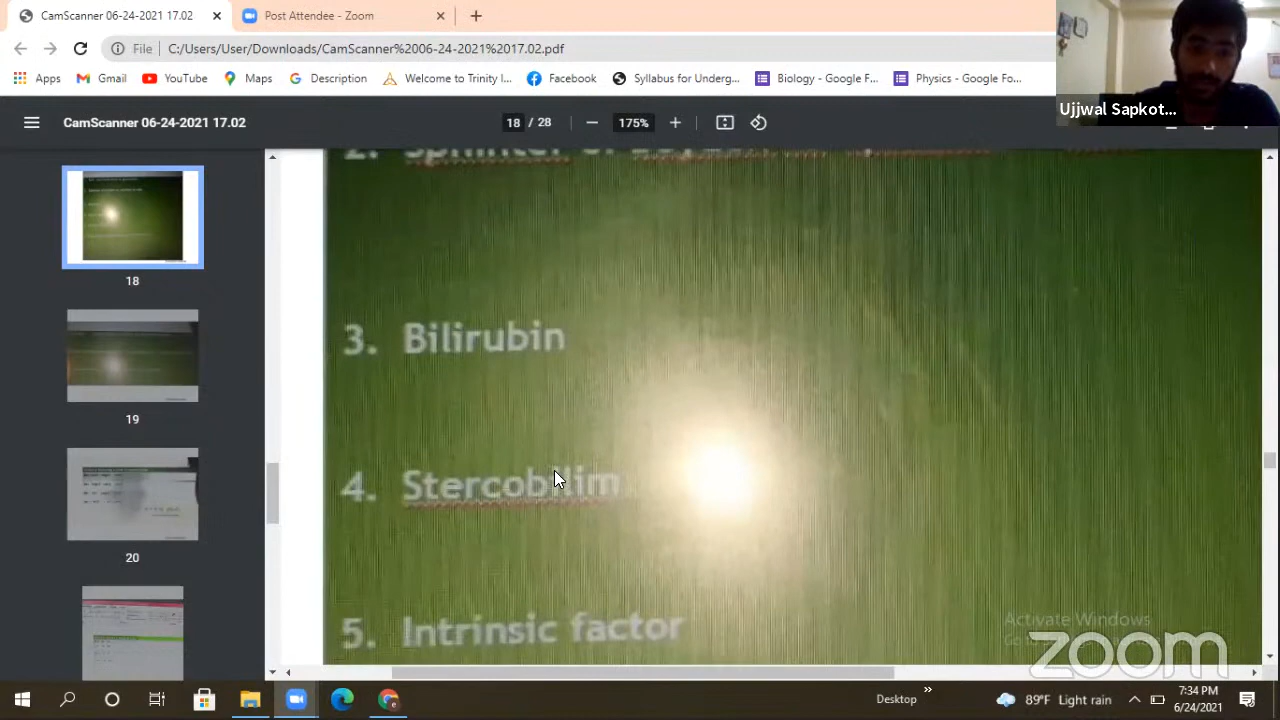 CamScanner 06-24-2021 17.02
Post Attendee - Zoom
File C:/Users/User/Downloads/CamScanner%2006-24-2021%2017.02.pdf
Apps Gmail YouTube Maps Description Welcome to Trinity I... Facebook Syllabus for Underg... Biology - Google F... Physics - Google Fo...
Ujjwal Sapkot...
CamScanner 06-24-2021 17.02 18 / 28 175%
2.
3. Bilirubin
4. Stercobilim
5. Intrinsic factor
18
19
20
Activate Windows
zoom
Desktop 89°F Light rain 7:34 PM
6/24/2021